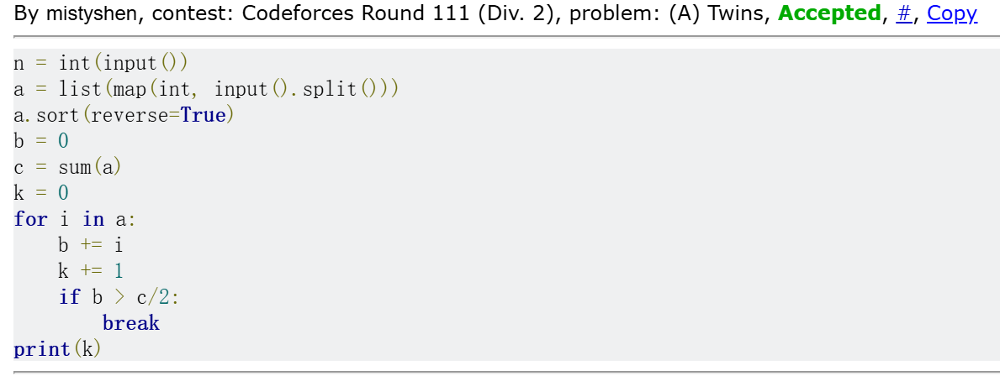 By mistyshen, contest: Codeforces Round 111 (Div. 2), problem: (A) Twins, Accepted, #, Copy
n = int(input())
a = list(map(int, input().split()))
a.sort(reverse=True)
b = 0
c = sum(a)
k = 0
for i in a:
    b += i
    k += 1
    if b > c/2:
        break
print(k)